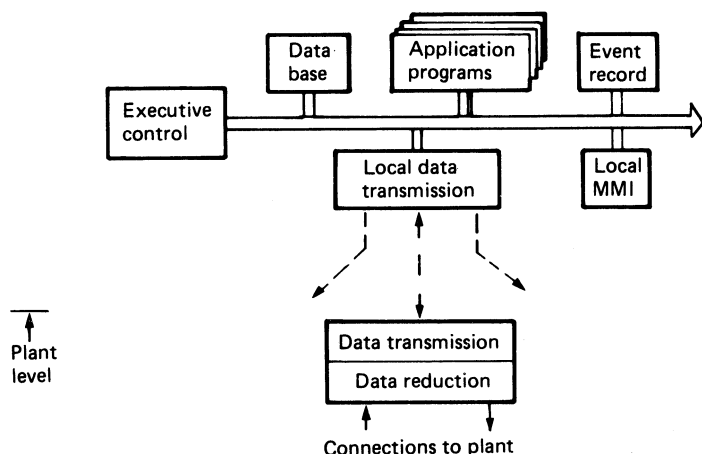 Data
base
Application
programs
Event
record
Executive
control
Local data
transmission
Local
MMI
Plant
level
Data transmission
Data reduction
Connections to plant